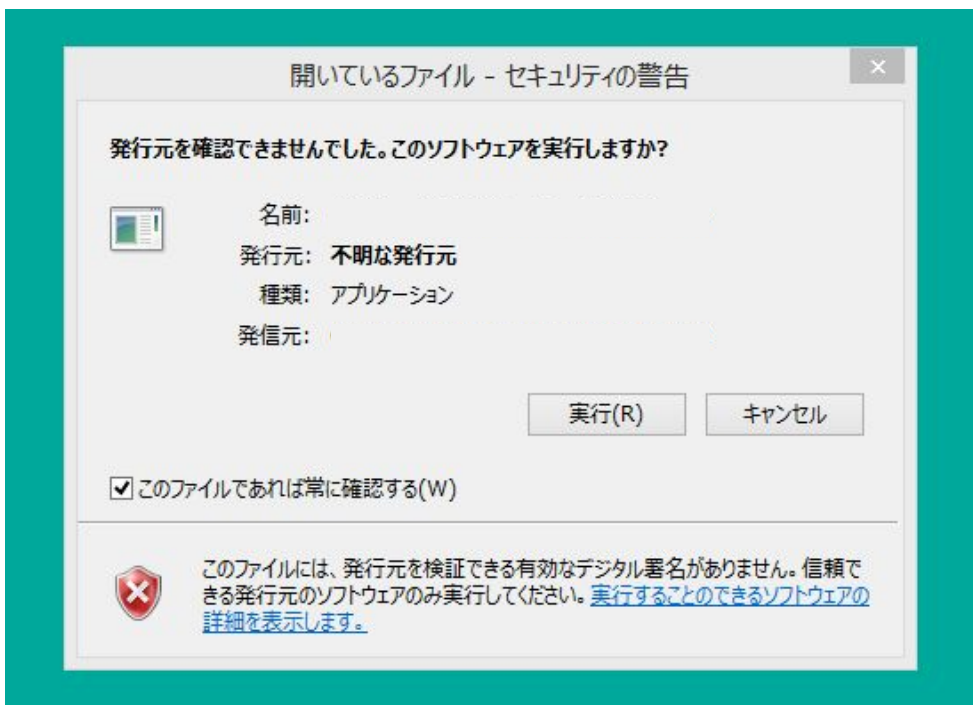 開いているファイル - セキュリティの警告
発行元を確認できませんでした。このソフトウェアを実行しますか?
名前:
発行元: 不明な発行元
種類: アプリケーション
発信元:
実行(R) キャンセル
このファイルであれば常に確認する(W)
このファイルには、発行元を検証できる有効なデジタル署名がありません。信頼で
きる発行元のソフトウェアのみ実行してください。実行することのできるソフトウェアの
詳細を表示します。